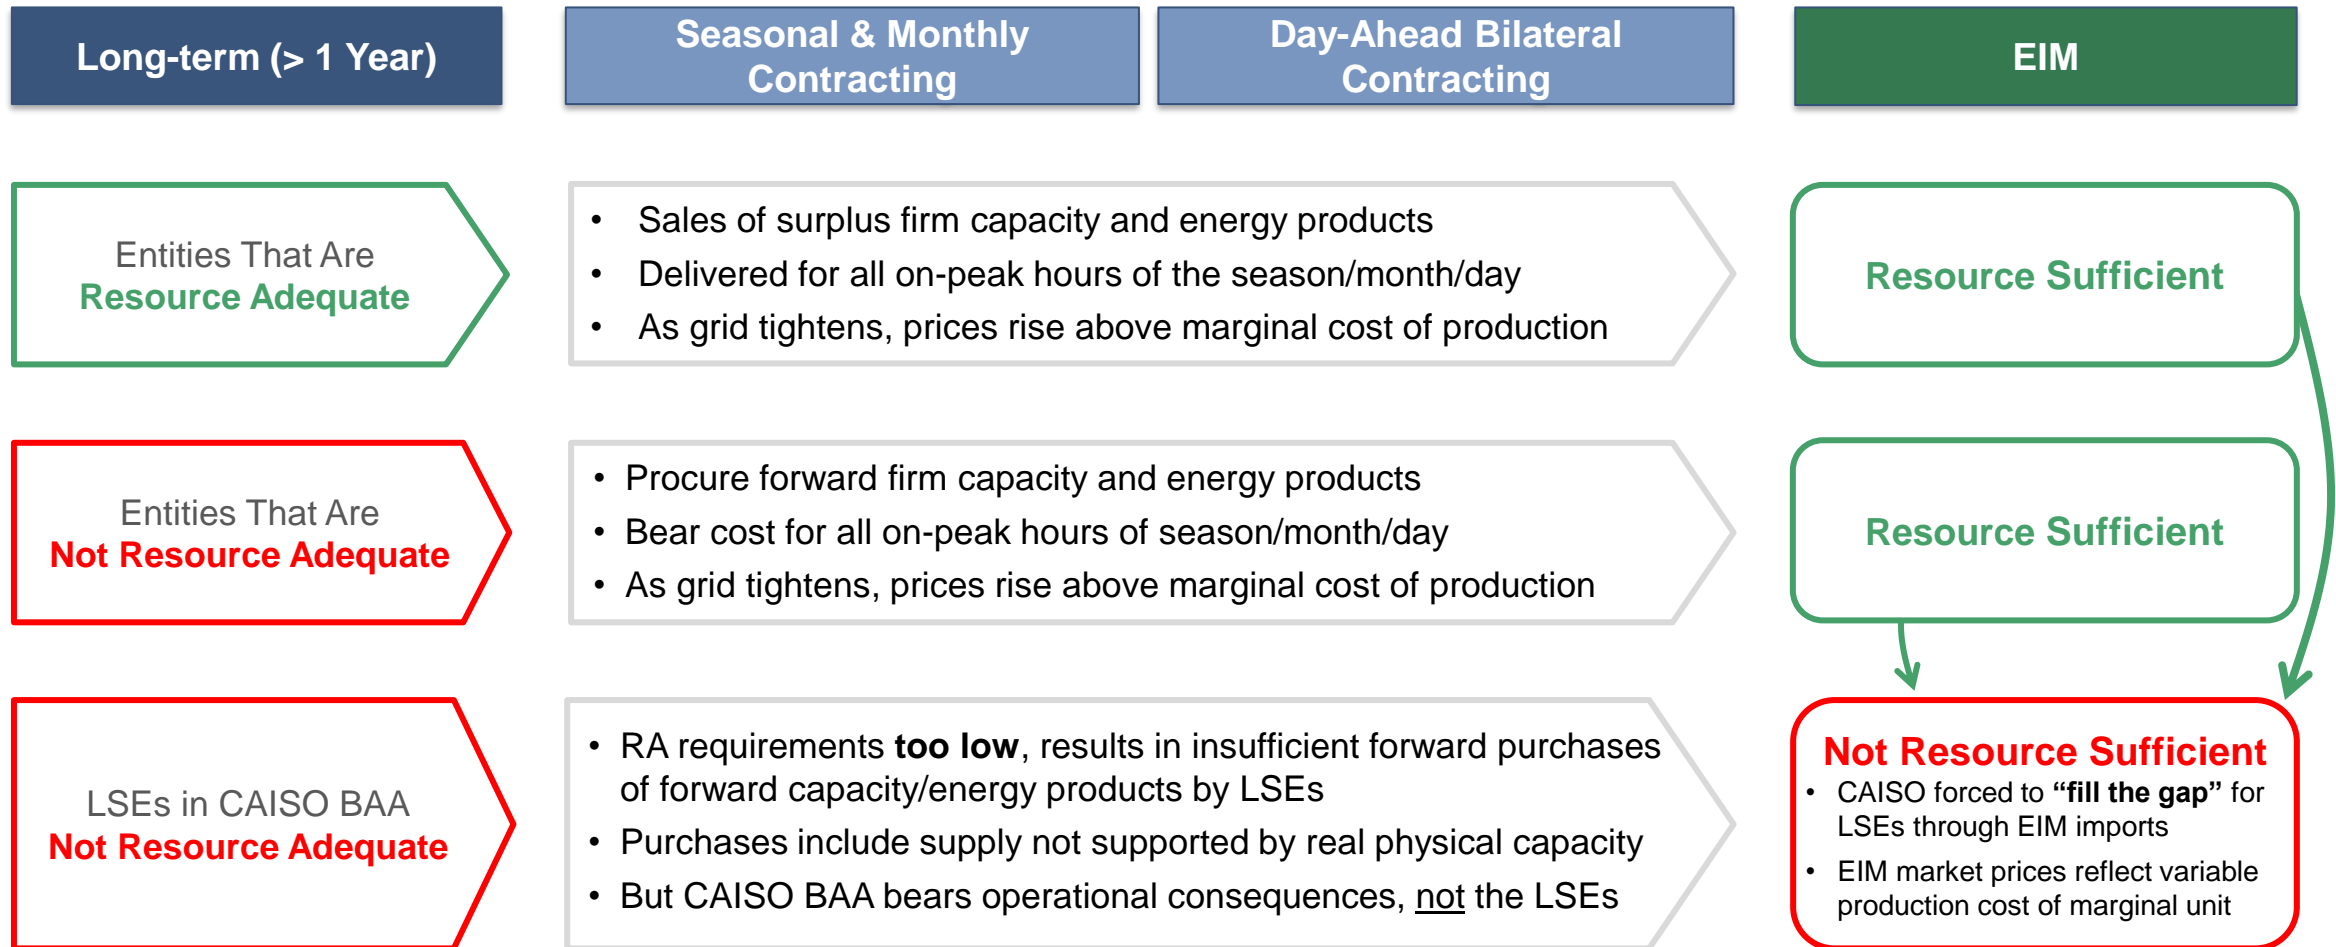 Long-term (> 1 Year)
Seasonal & Monthly
Contracting
Day-Ahead Bilateral
Contracting
EIM
Entities That Are
Resource Adequate
• Sales of surplus firm capacity and energy products
• Delivered for all on-peak hours of the season/month/day
• As grid tightens, prices rise above marginal cost of production
Resource Sufficient
Entities That Are
Not Resource Adequate
• Procure forward firm capacity and energy products
• Bear cost for all on-peak hours of season/month/day
• As grid tightens, prices rise above marginal cost of production
Resource Sufficient
LSEs in CAISO BAA
Not Resource Adequate
• RA requirements too low, results in insufficient forward purchases
of forward capacity/energy products by LSEs
• Purchases include supply not supported by real physical capacity
• But CAISO BAA bears operational consequences, not the LSEs
Not Resource Sufficient
• CAISO forced to “fill the gap” for
LSEs through EIM imports
• EIM market prices reflect variable
production cost of marginal unit